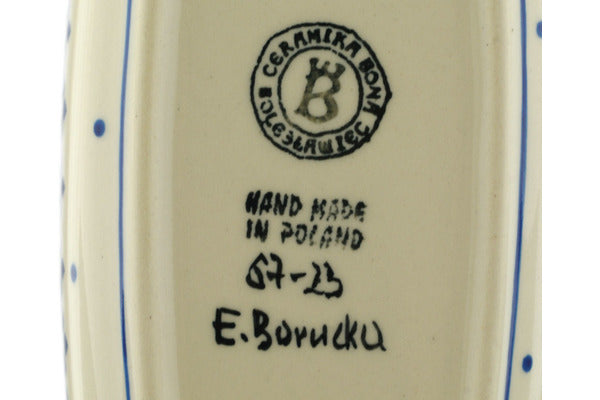 CERAMIKA BONA
BOLESŁAWIEC
B
HAND MADE
IN POLAND
67-23
E. Borucka